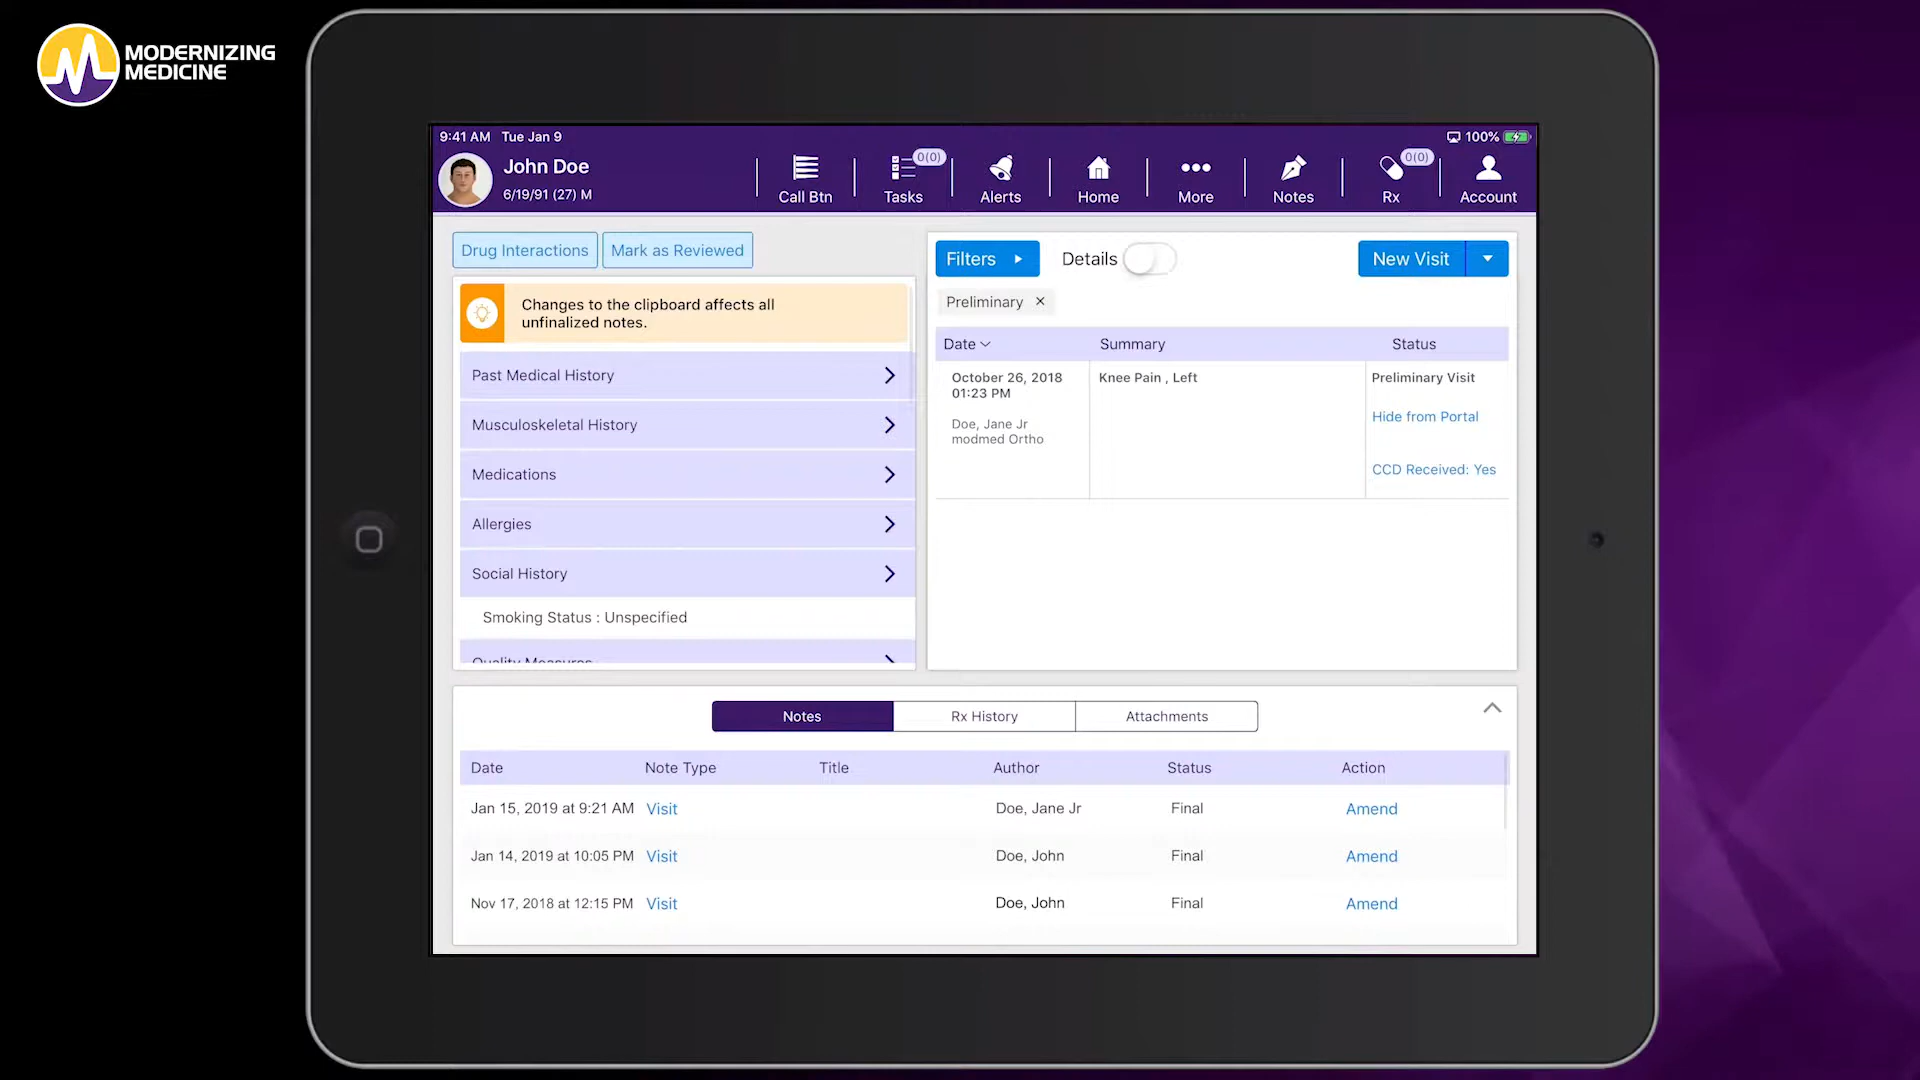 MODERNIZING
MEDICINE
9:41 AM Tue Jan 9
100%
John Doe
6/19/91 (27) M
Call Btn
0(0)
Tasks
Alerts
Home
More
Notes
0(0)
Rx
Account
Drug Interactions
Mark as Reviewed
Changes to the clipboard affects all
unfinalized notes.
Past Medical History
Musculoskeletal History
Medications
Allergies
Social History
Smoking Status : Unspecified
Quality Measures
Filters
Details
New Visit
Preliminary ×
Date Summary Status
October 26, 2018 Knee Pain , Left Preliminary Visit
01:23 PM
Hide from Portal
Doe, Jane Jr
modmed Ortho
CCD Received: Yes
Notes Rx History Attachments
Date Note Type Title Author Status Action
Jan 15, 2019 at 9:21 AM Visit Doe, Jane Jr Final Amend
Jan 14, 2019 at 10:05 PM Visit Doe, John Final Amend
Nov 17, 2018 at 12:15 PM Visit Doe, John Final Amend